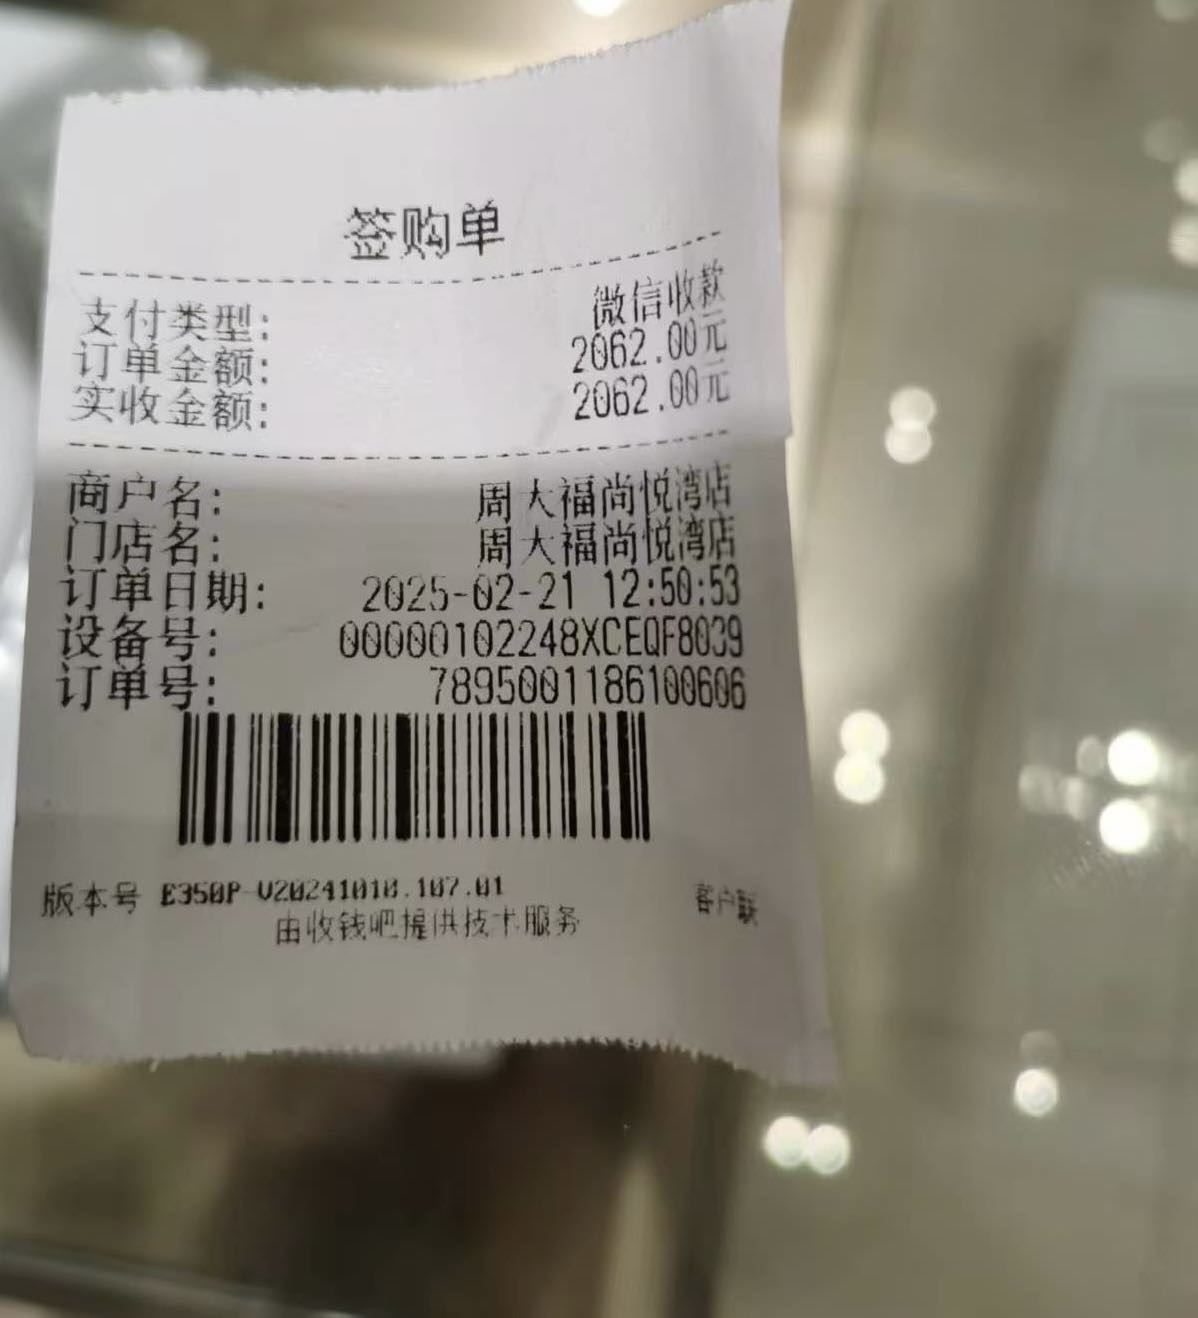 签购单
支付类型: 微信收款
订单金额: 2062.00元
实收金额: 2062.00元
商户名: 周大福尚悦湾店
门店名: 周大福尚悦湾店
订单日期: 2025-02-21 12:50:53
设备号: 00000102248XCEQF8039
订单号: 7895001186100606
版本号 E350P-V20241018.107.01 客户联
由收钱吧提供技术服务